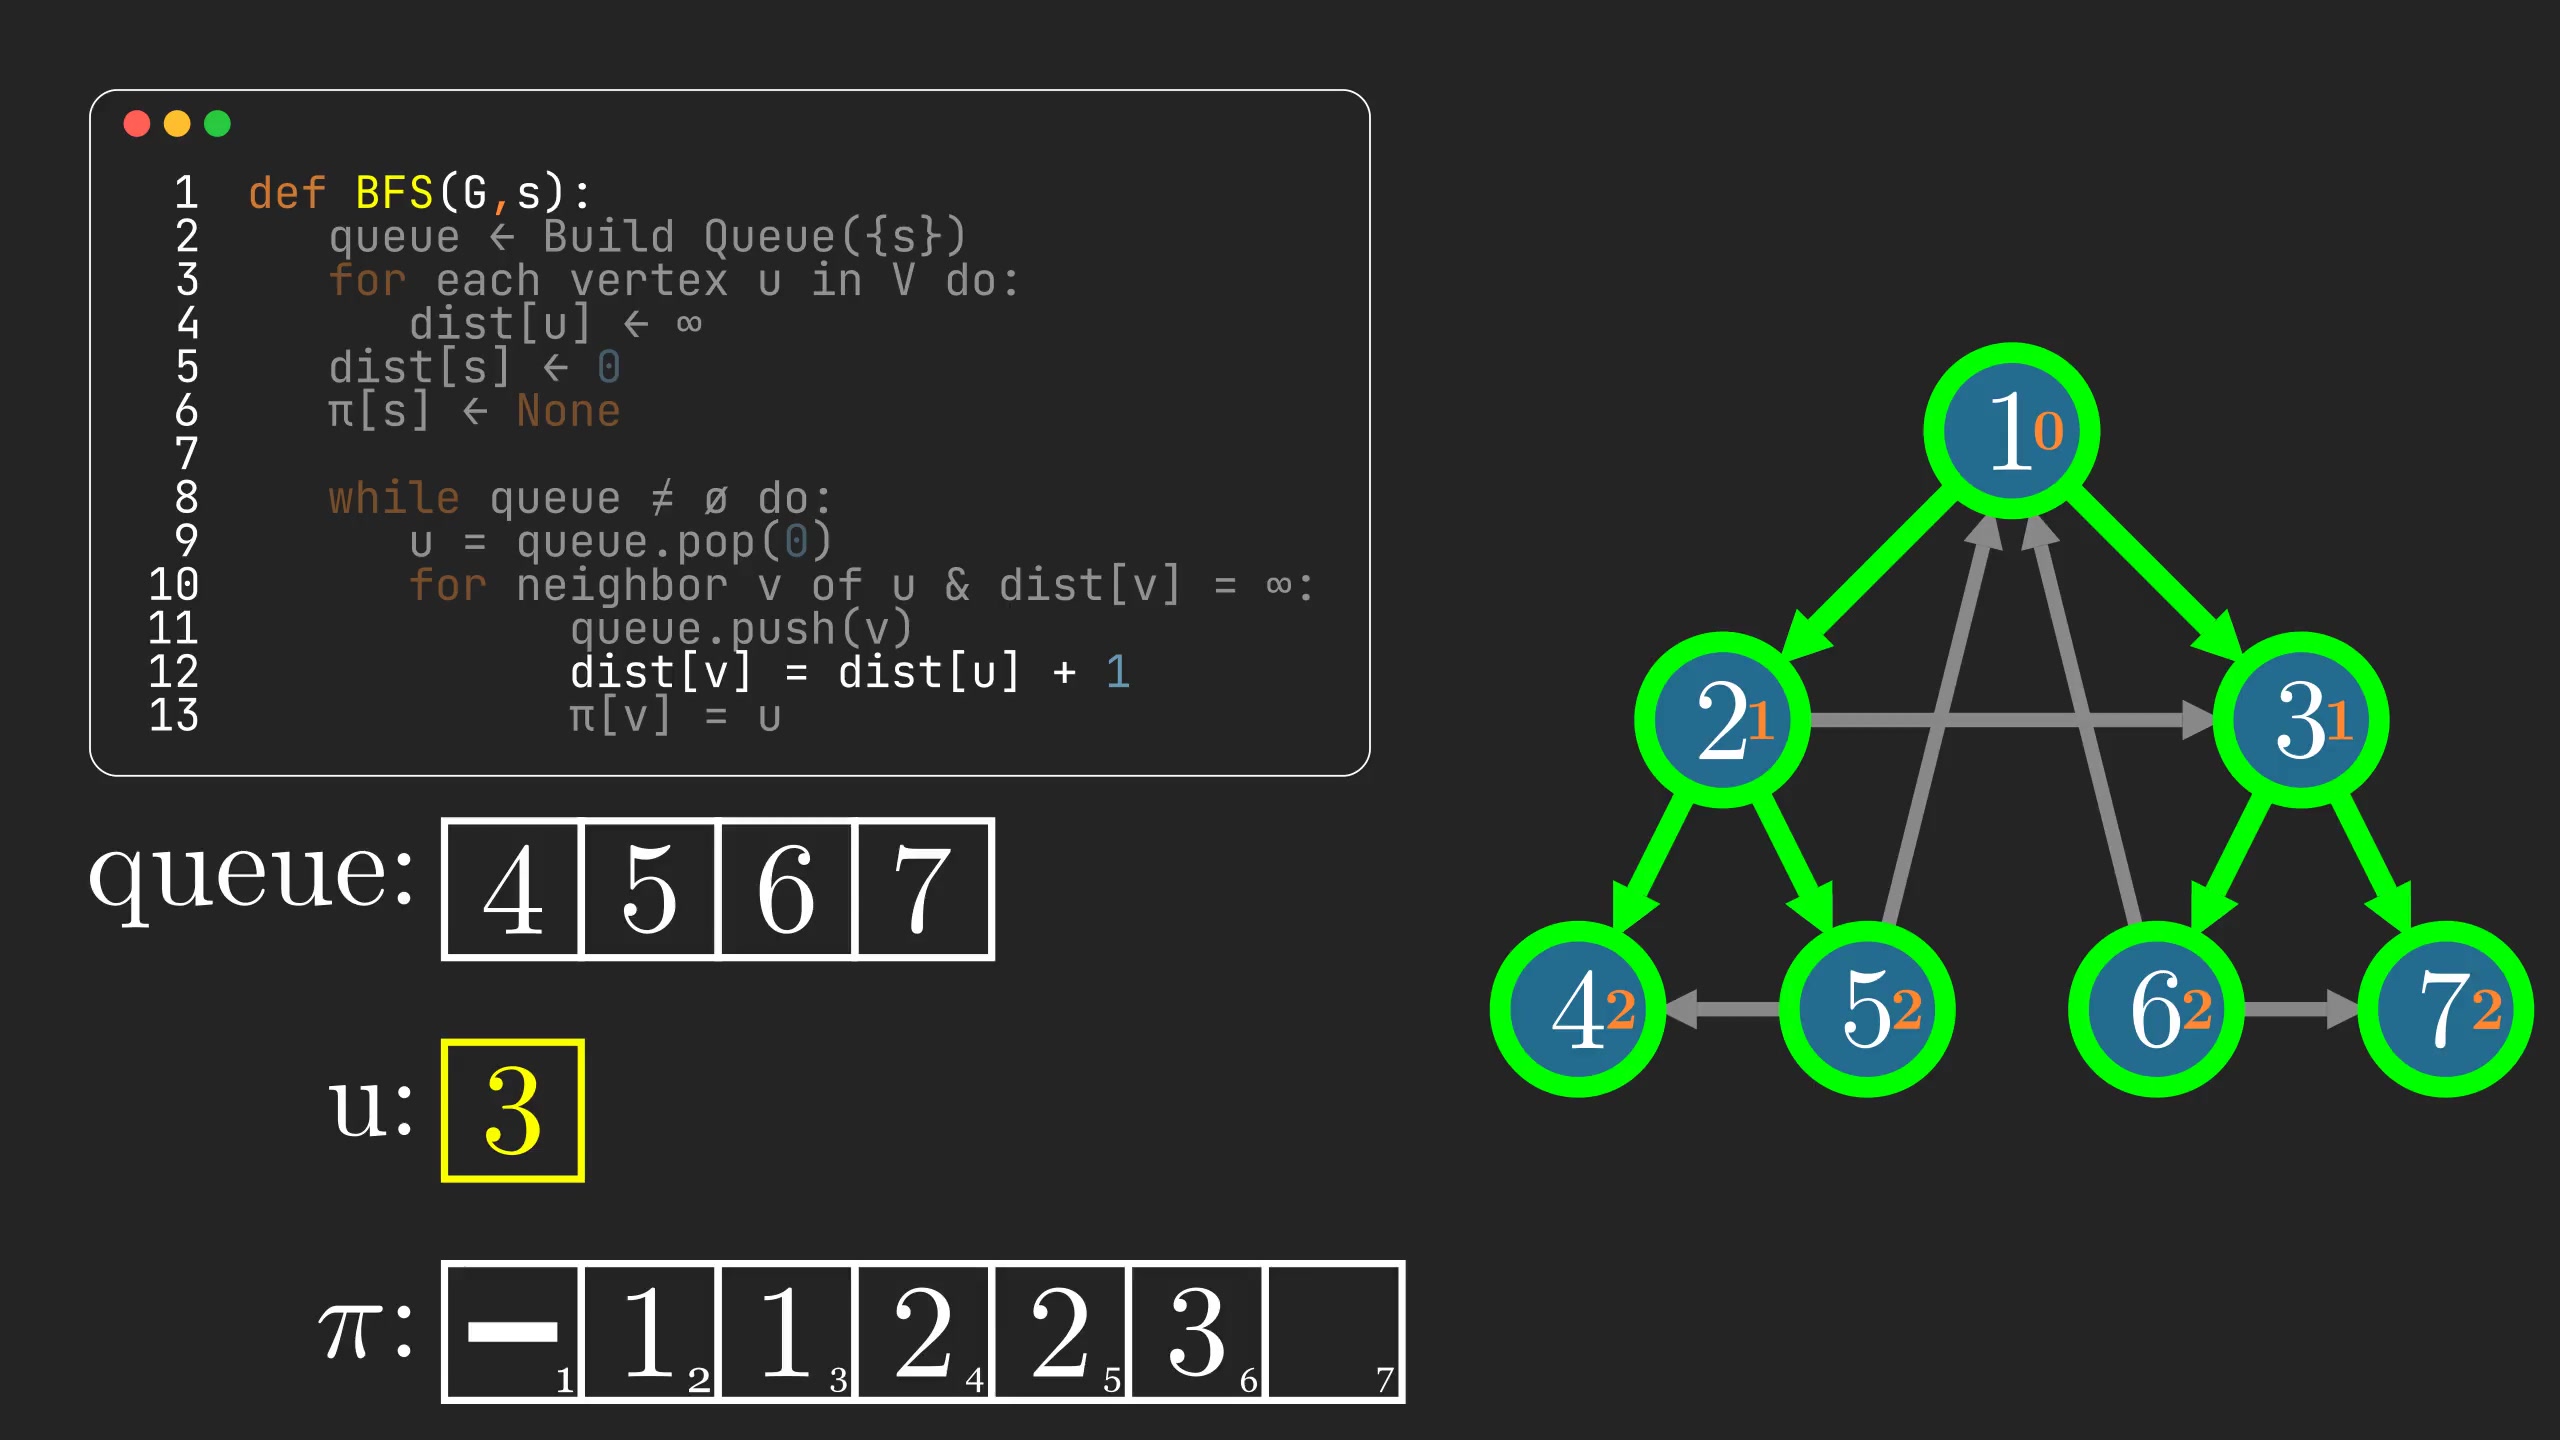 1 def BFS(G,s):
2 queue ← Build Queue({s})
3 for each vertex u in V do:
4 dist[u] ← ∞
5 dist[s] ← 0
6 π[s] ← None
7
8 while queue ≠ ø do:
9 u = queue.pop(0)
10 for neighbor v of u & dist[v] = ∞:
11 queue.push(v)
12 dist[v] = dist[u] + 1
13 π[v] = u
queue: 4 5 6 7
u: 3
π: – 1 1 1 2 1 3 2 4 2 5 3 6 7
1 0
2 1 3 1
4 2 5 2 6 2 7 2